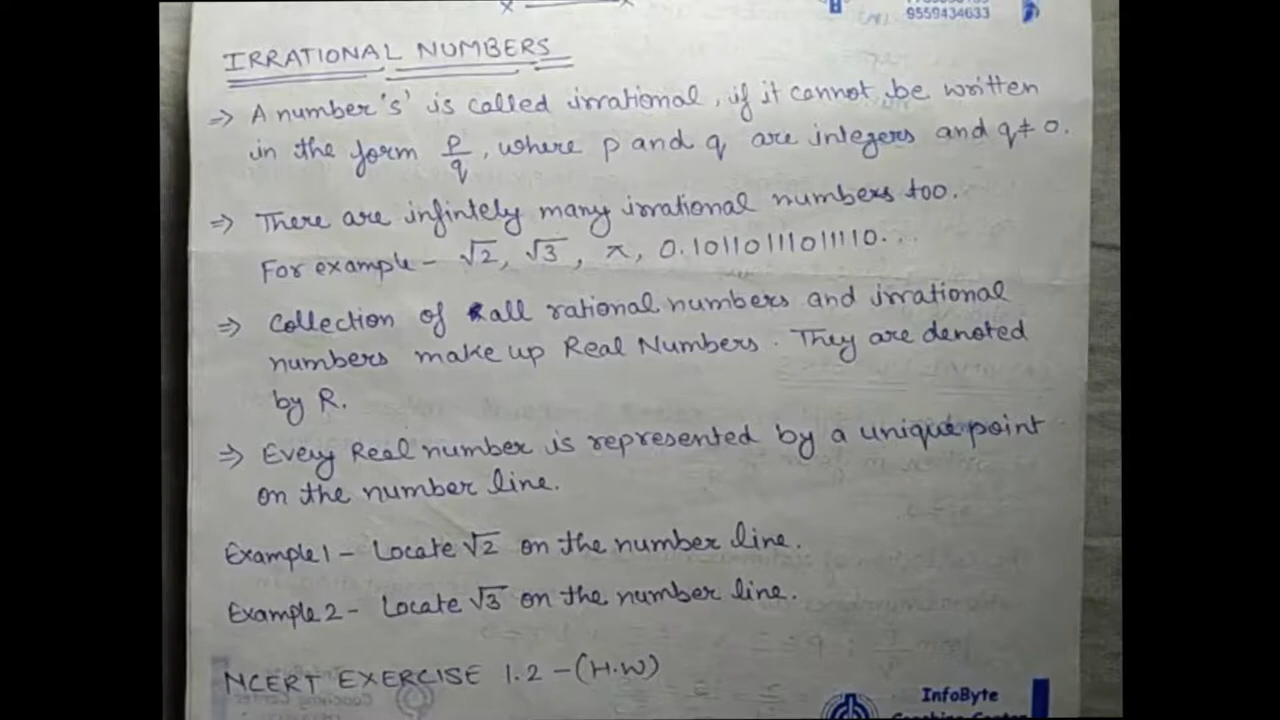 9559434633
IRRATIONAL NUMBERS
⇒ A number 's' is called irrational, if it cannot be written
in the form p/q, where p and q are integers and q ≠ 0.
⇒ There are infintely many irrational numbers too.
For example - √2, √3, π, 0.10110111011110...
⇒ Collection of all rational numbers and irrational
numbers make up Real Numbers. They are denoted
by R.
⇒ Every Real number is represented by a unique point
on the number line.
Example 1 - Locate √2 on the number line.
Example 2 - Locate √3 on the number line.
NCERT EXERCISE 1.2 - (H.W)
InfoByte
Coaching Center